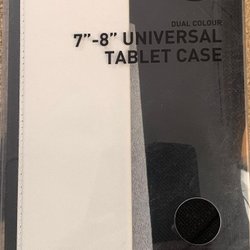 DUAL COLOUR
7"-8" UNIVERSAL
TABLET CASE